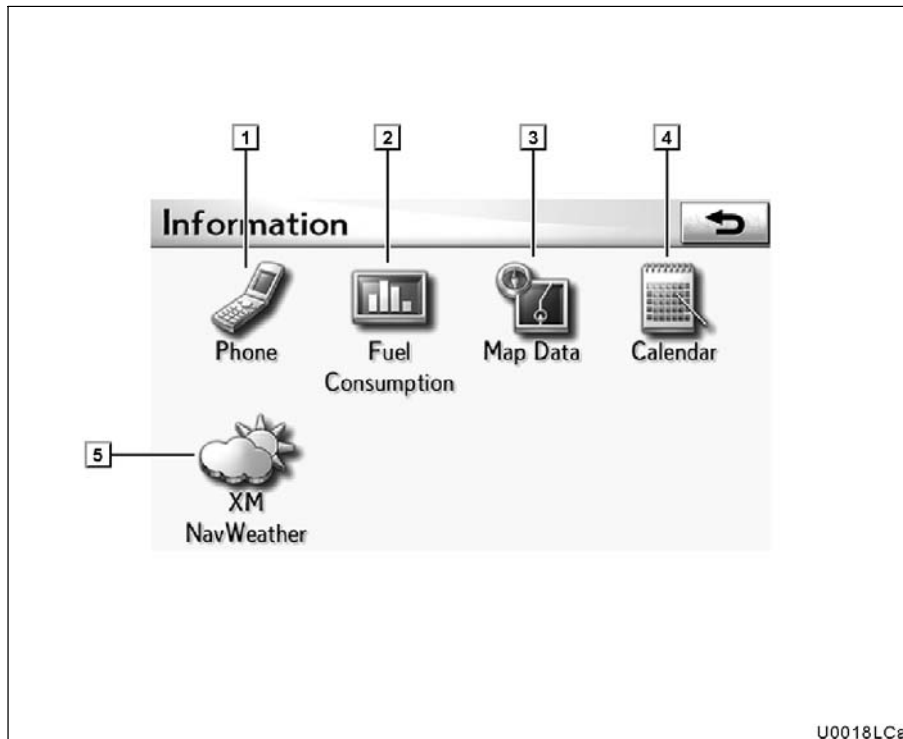 1 2 3 4
Information
Phone Fuel Consumption Map Data Calendar
5
XM NavWeather
U0018LCa